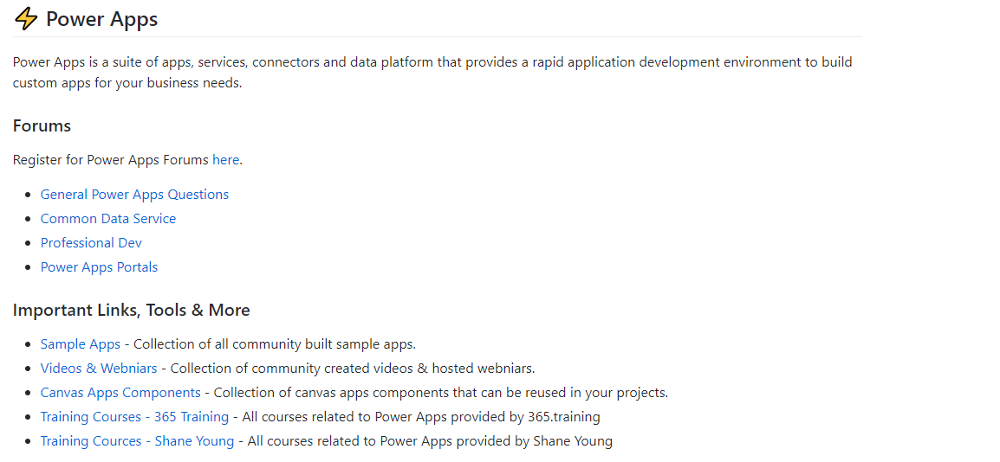 ⚡ Power Apps
Power Apps is a suite of apps, services, connectors and data platform that provides a rapid application development environment to build
custom apps for your business needs.
Forums
Register for Power Apps Forums here.
• General Power Apps Questions
• Common Data Service
• Professional Dev
• Power Apps Portals
Important Links, Tools & More
• Sample Apps - Collection of all community built sample apps.
• Videos & Webniars - Collection of community created videos & hosted webniars.
• Canvas Apps Components - Collection of canvas apps components that can be reused in your projects.
• Training Courses - 365 Training - All courses related to Power Apps provided by 365.training
• Training Cources - Shane Young - All courses related to Power Apps provided by Shane Young